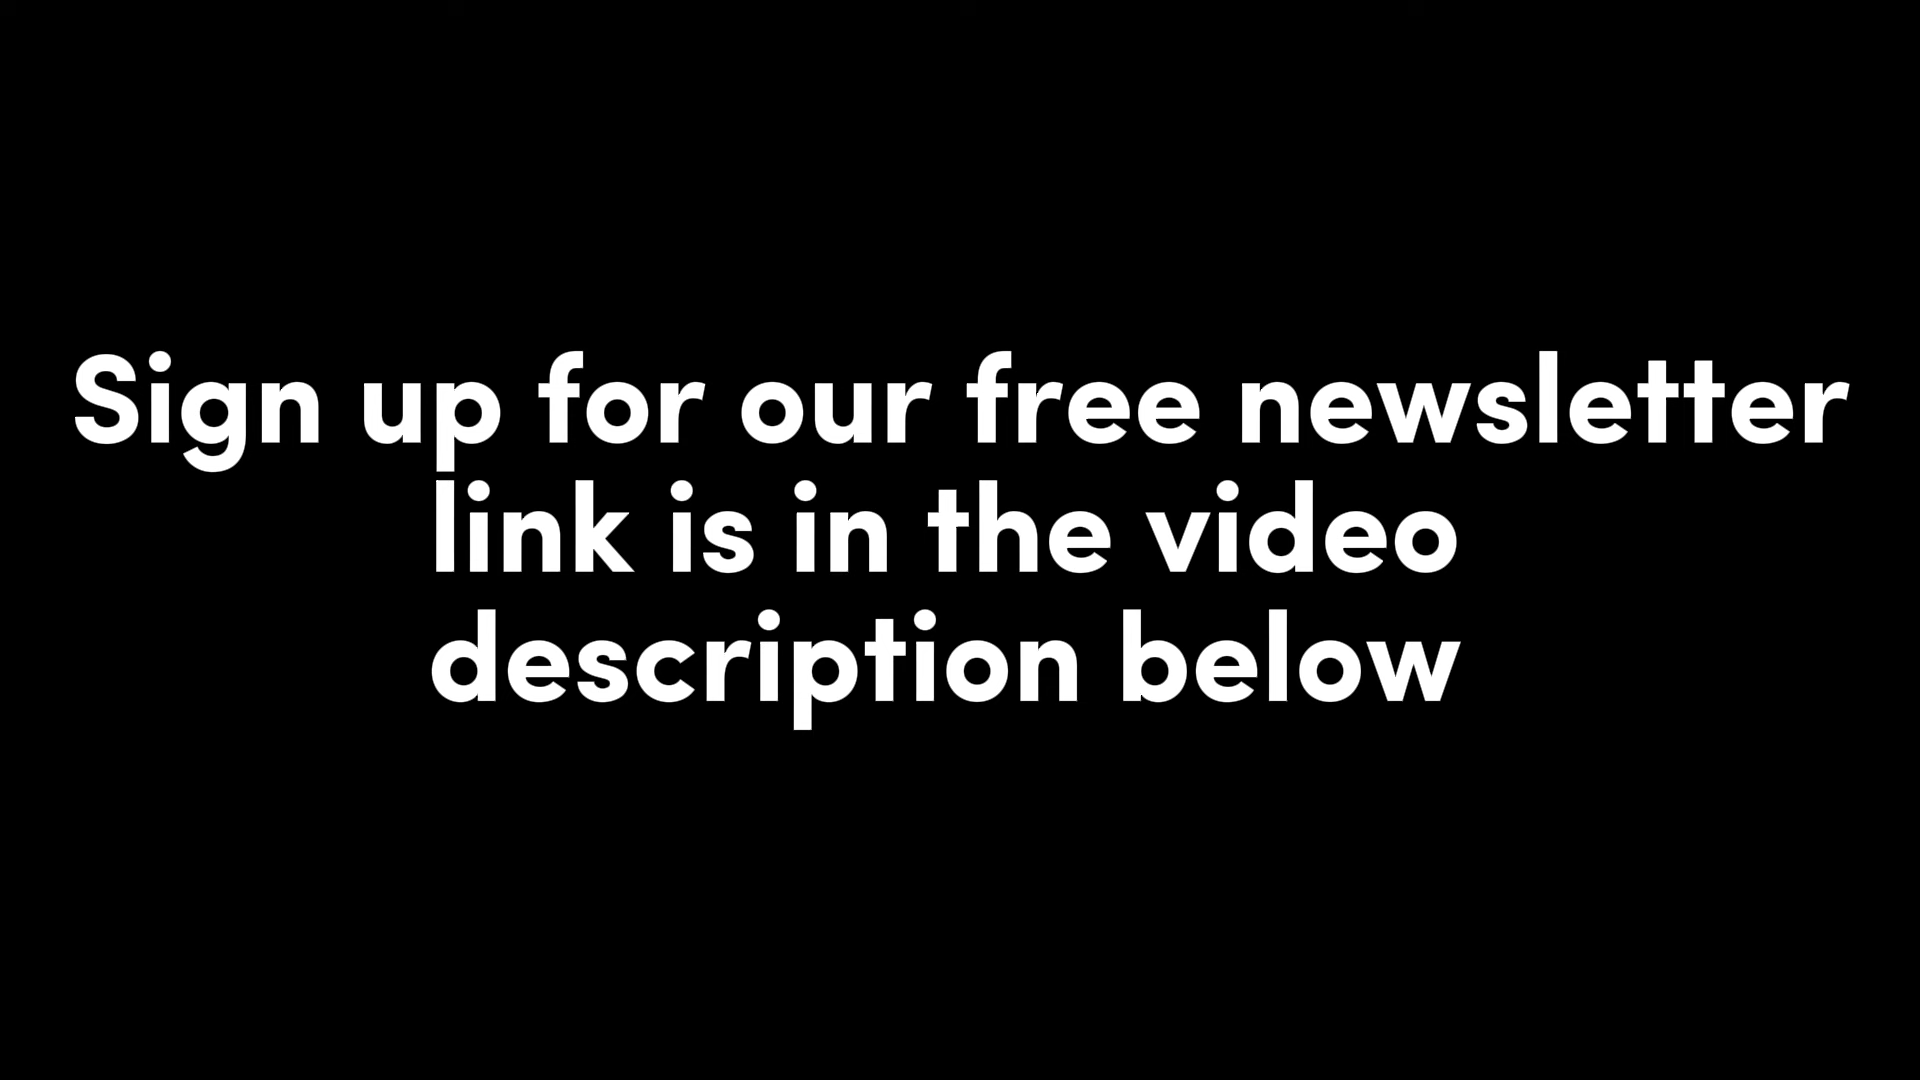 Sign up for our free newsletter
link is in the video
description below